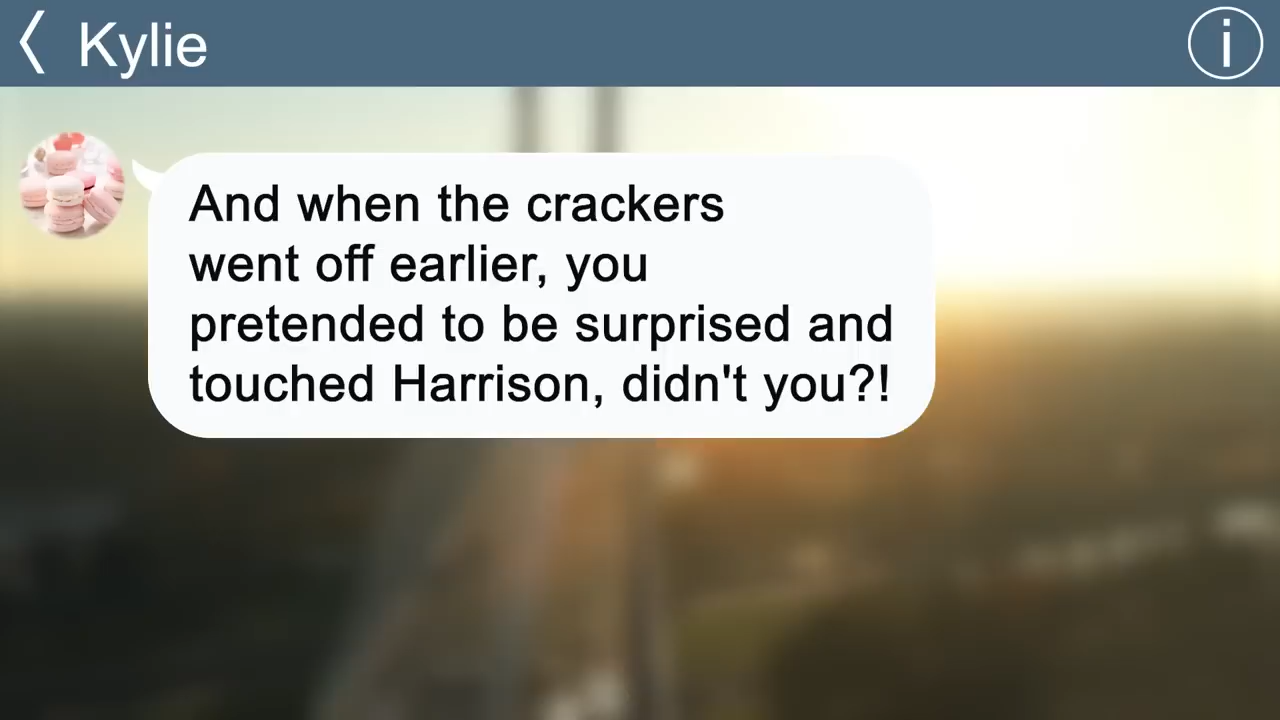 Kylie
And when the crackers
went off earlier, you
pretended to be surprised and
touched Harrison, didn't you?!